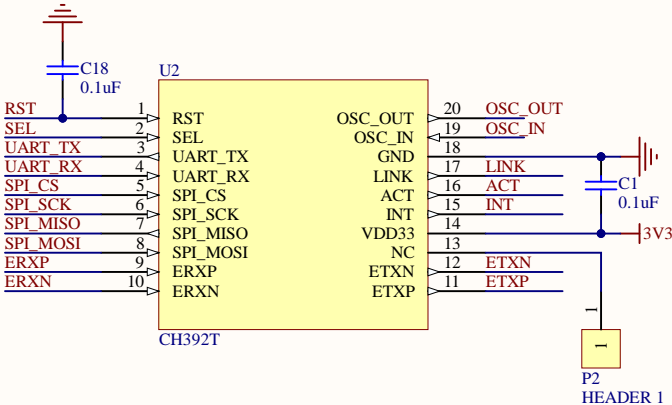 C18
0.1uF
U2
RST 1 RST OSC_OUT 20 OSC_OUT
SEL 2 SEL OSC_IN 19 OSC_IN
UART_TX 3 UART_TX GND 18
UART_RX 4 UART_RX LINK 17 LINK
SPI_CS 5 SPI_CS ACT 16 ACT
C1
SPI_SCK 6 SPI_SCK INT 15 INT
0.1uF
SPI_MISO 7 SPI_MISO VDD33 14 3V3
SPI_MOSI 8 SPI_MOSI NC 13
ERXP 9 ERXP ETXN 12 ETXN
ERXN 10 ERXN ETXP 11 ETXP
1
CH392T
1
P2
HEADER 1